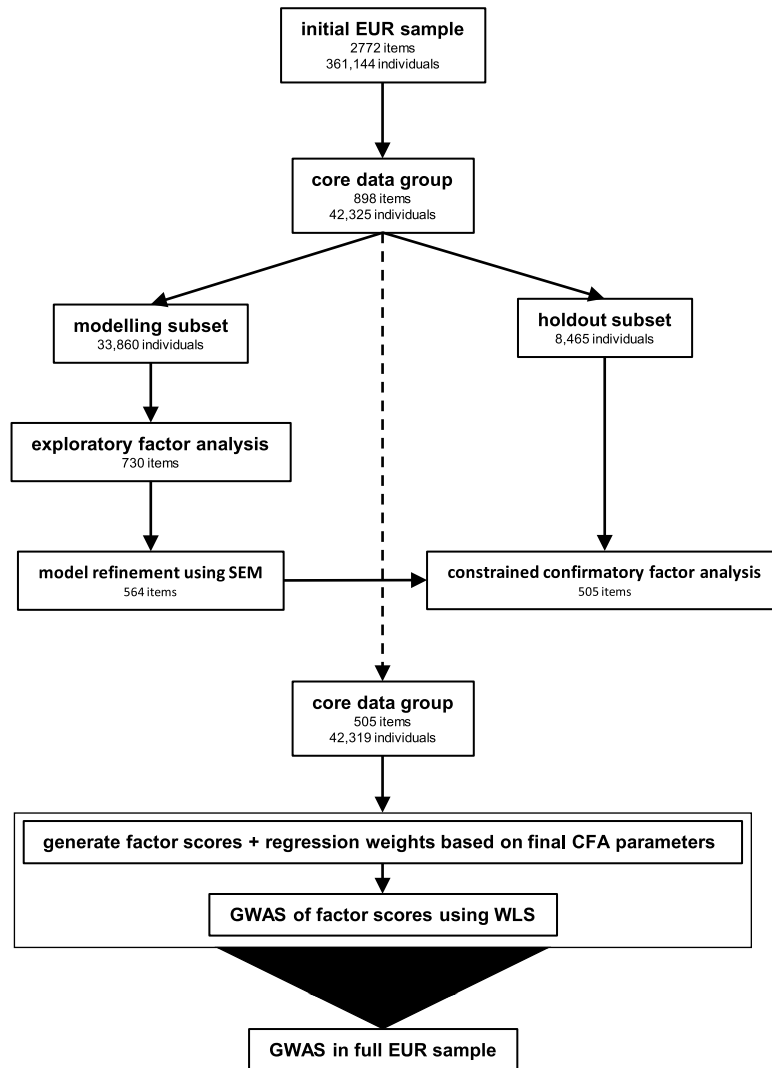 initial EUR sample
2772 items
361,144 individuals
core data group
898 items
42,325 individuals
modelling subset
33,860 individuals
holdout subset
8,465 individuals
exploratory factor analysis
730 items
model refinement using SEM
564 items
constrained confirmatory factor analysis
505 items
core data group
505 items
42,319 individuals
generate factor scores + regression weights based on final CFA parameters
GWAS of factor scores using WLS
GWAS in full EUR sample